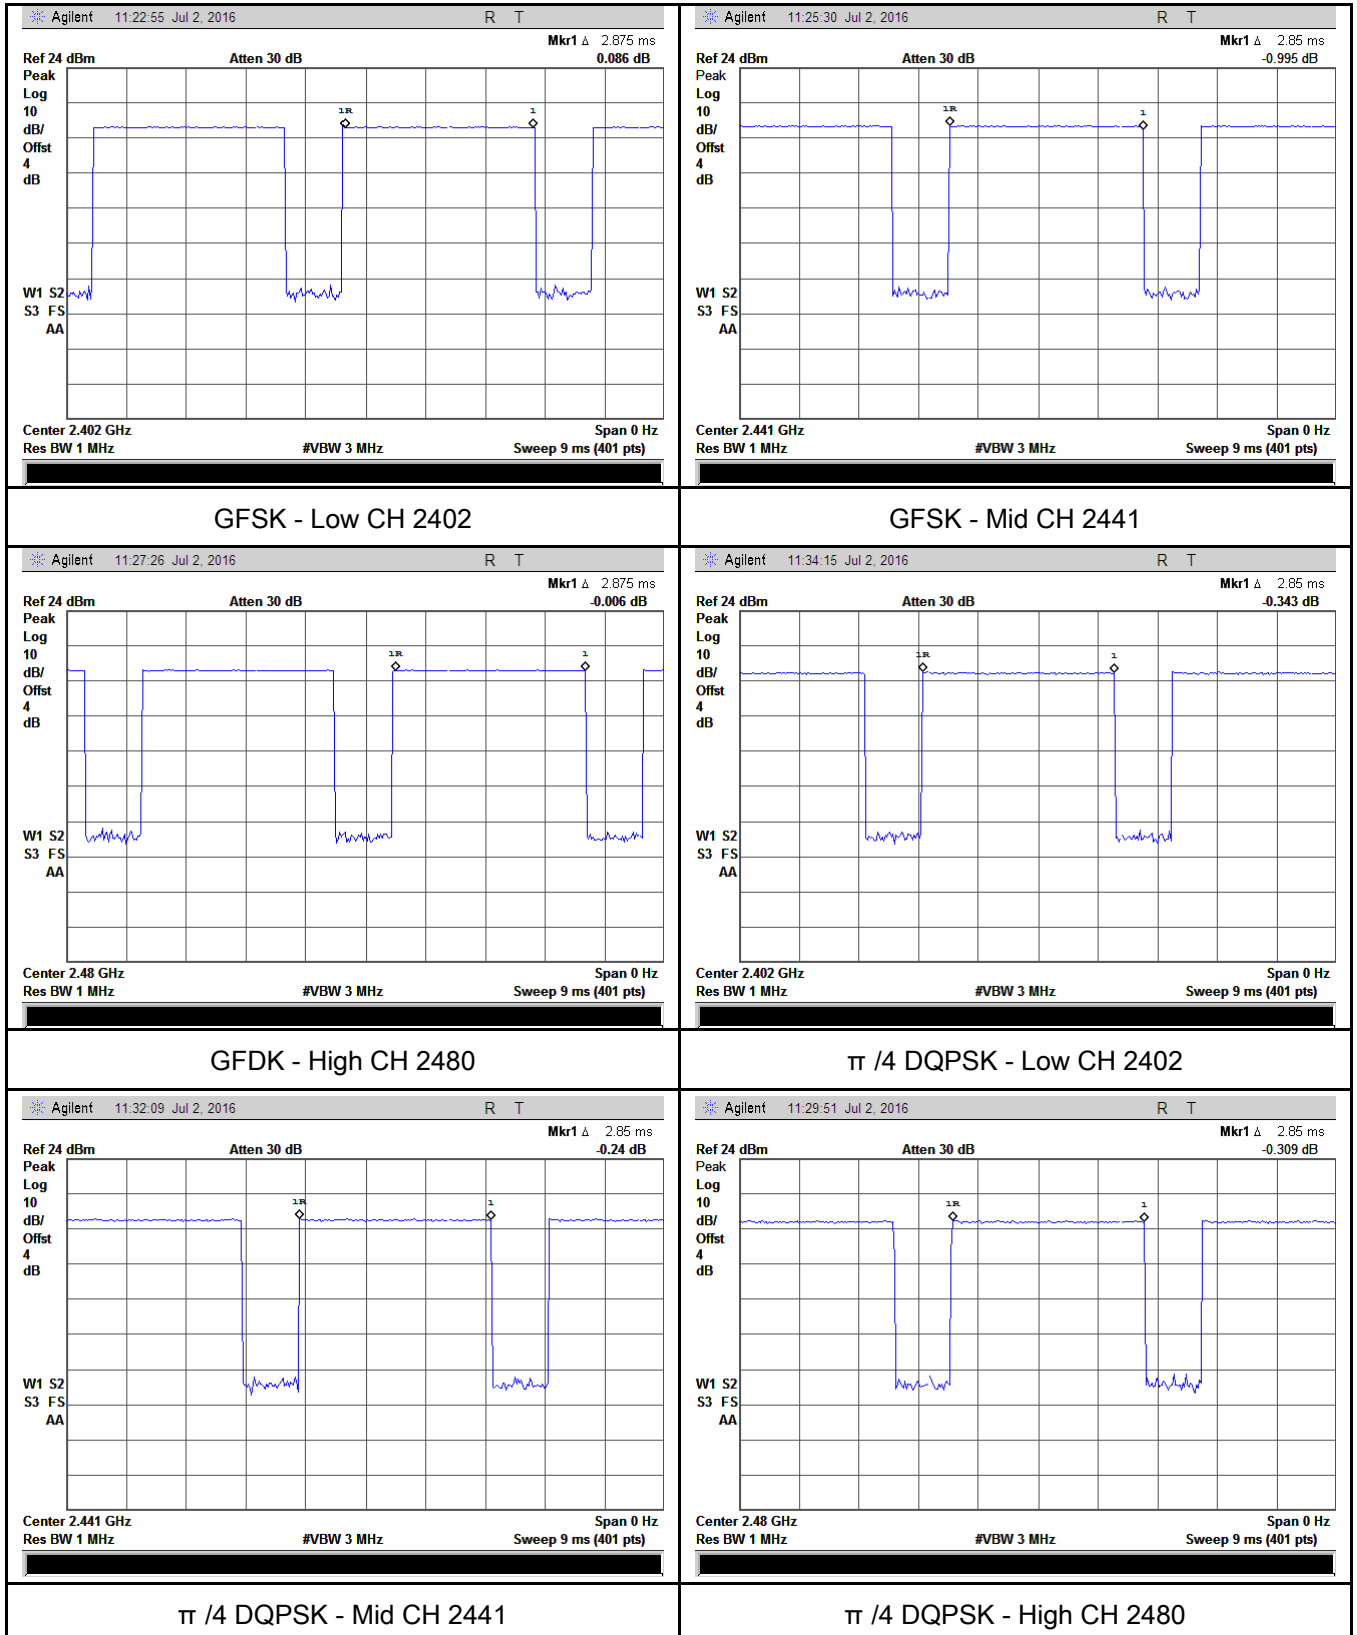 Agilent 11:22:55 Jul 2, 2016 R T
Mkr1 Δ 2.875 ms
Ref 24 dBm Atten 30 dB 0.086 dB
Peak
Log
10
dB/
Offst
4
dB
1R 1
W1 S2
S3 FS
AA
Center 2.402 GHz Span 0 Hz
Res BW 1 MHz #VBW 3 MHz Sweep 9 ms (401 pts)
GFSK - Low CH 2402
Agilent 11:25:30 Jul 2, 2016 R T
Mkr1 Δ 2.85 ms
Ref 24 dBm Atten 30 dB -0.995 dB
Peak
Log
10
dB/
Offst
4
dB
1R 1
W1 S2
S3 FS
AA
Center 2.441 GHz Span 0 Hz
Res BW 1 MHz #VBW 3 MHz Sweep 9 ms (401 pts)
GFSK - Mid CH 2441
Agilent 11:27:26 Jul 2, 2016 R T
Mkr1 Δ 2.875 ms
Ref 24 dBm Atten 30 dB -0.006 dB
Peak
Log
10
dB/
Offst
4
dB
1R 1
W1 S2
S3 FS
AA
Center 2.48 GHz Span 0 Hz
Res BW 1 MHz #VBW 3 MHz Sweep 9 ms (401 pts)
GFDK - High CH 2480
Agilent 11:34:15 Jul 2, 2016 R T
Mkr1 Δ 2.85 ms
Ref 24 dBm Atten 30 dB -0.343 dB
Peak
Log
10
dB/
Offst
4
dB
1R 1
W1 S2
S3 FS
AA
Center 2.402 GHz Span 0 Hz
Res BW 1 MHz #VBW 3 MHz Sweep 9 ms (401 pts)
π /4 DQPSK - Low CH 2402
Agilent 11:32:09 Jul 2, 2016 R T
Mkr1 Δ 2.85 ms
Ref 24 dBm Atten 30 dB -0.24 dB
Peak
Log
10
dB/
Offst
4
dB
1R 1
W1 S2
S3 FS
AA
Center 2.441 GHz Span 0 Hz
Res BW 1 MHz #VBW 3 MHz Sweep 9 ms (401 pts)
π /4 DQPSK - Mid CH 2441
Agilent 11:29:51 Jul 2, 2016 R T
Mkr1 Δ 2.85 ms
Ref 24 dBm Atten 30 dB -0.309 dB
Peak
Log
10
dB/
Offst
4
dB
1R 1
W1 S2
S3 FS
AA
Center 2.48 GHz Span 0 Hz
Res BW 1 MHz #VBW 3 MHz Sweep 9 ms (401 pts)
π /4 DQPSK - High CH 2480